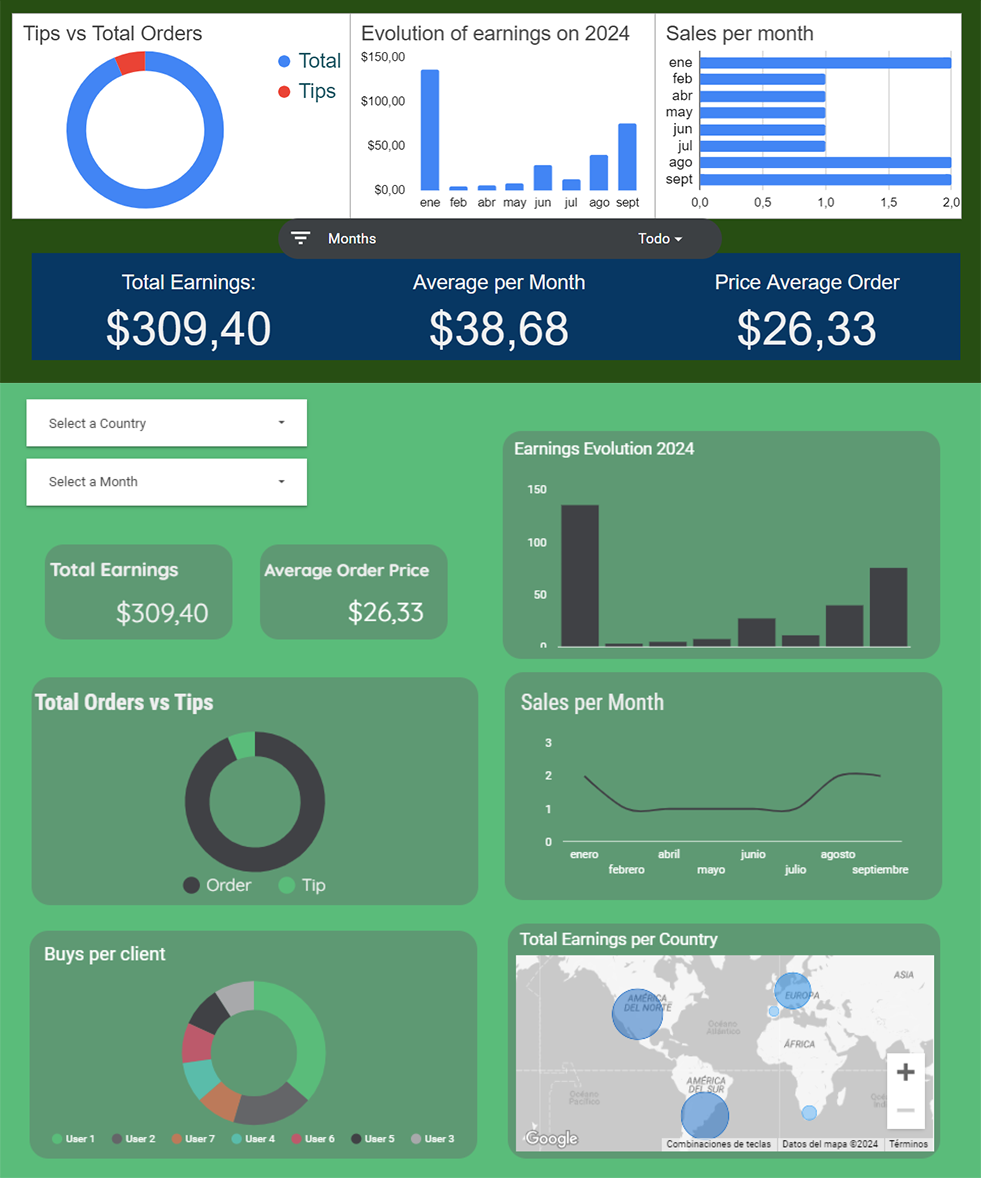 Tips vs Total Orders
Total
Tips
Evolution of earnings on 2024
$150,00
$100,00
$50,00
$0,00
ene feb abr may jun jul ago sept
Sales per month
ene
feb
abr
may
jun
jul
ago
sept
0,0 0,5 1,0 1,5 2,0
Months Todo
Total Earnings: Average per Month Price Average Order
$309,40 $38,68 $26,33
Select a Country
Select a Month
Total Earnings
$309,40
Average Order Price
$26,33
Earnings Evolution 2024
150
100
50
0
Total Orders vs Tips
Order Tip
Sales per Month
3
2
1
0
enero abril junio agosto
febrero mayo julio septiembre
Buys per client
User 1 User 2 User 7 User 4 User 6 User 5 User 3
Total Earnings per Country
ASIA
AMÉRICA
DEL NORTE
EUROPA
Océano
Atlántico
ÁFRICA
AMÉRICA
DEL SUR
Océano
Pacífico
+
−
Google
Combinaciones de teclas Datos del mapa ©2024 Términos